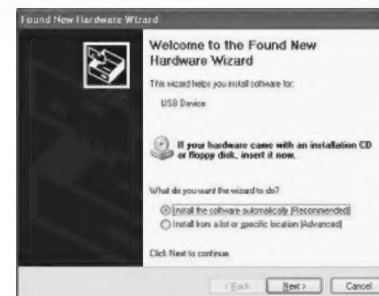 Found New Hardware Wizard
Welcome to the Found New
Hardware Wizard
This wizard helps you install software for:
USB Device
If your hardware came with an installation CD
or floppy disk, insert it now.
What do you want the wizard to do?
Install the software automatically (Recommended)
Install from a list or specific location (Advanced)
Click Next to continue.
< Back Next > Cancel